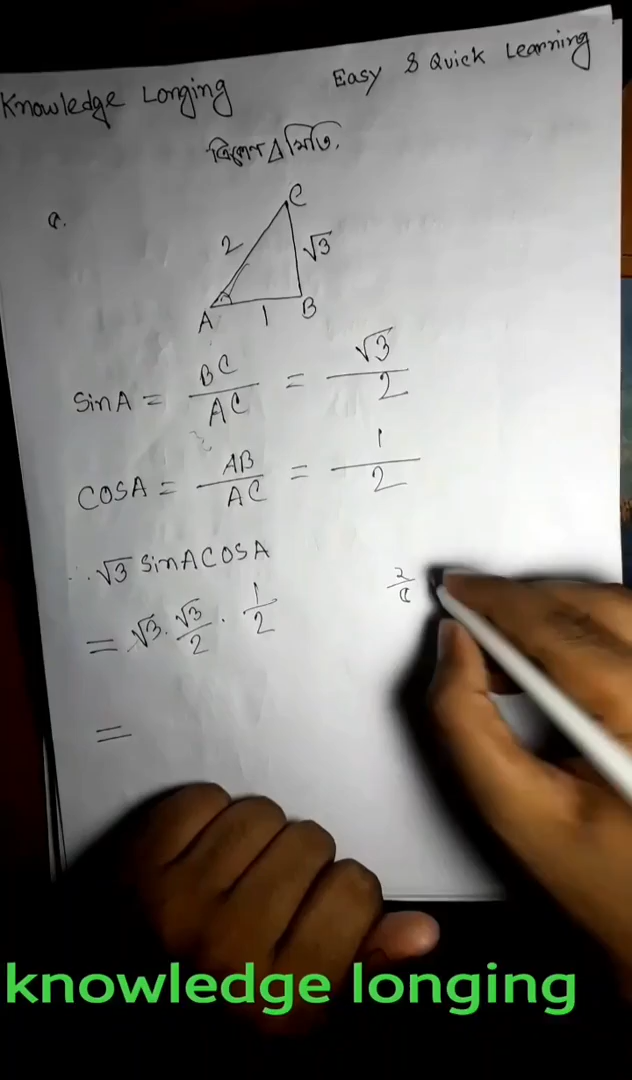 Knowledge Longing Easy & Quick Learning
ত্রিকোণমিতি.
ক.
C
2 √3
A 1 B
SinA = BC/AC = √3/2
COSA = AB/AC = 1/2
∴ √3 SinACOSA
= √3 . √3/2 . 1/2
=
knowledge longing